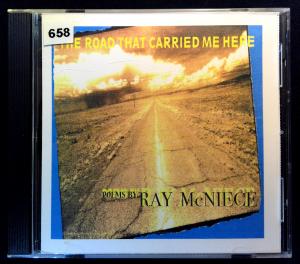 658
THE ROAD THAT CARRIED ME HERE
POEMS BY RAY McNIECE